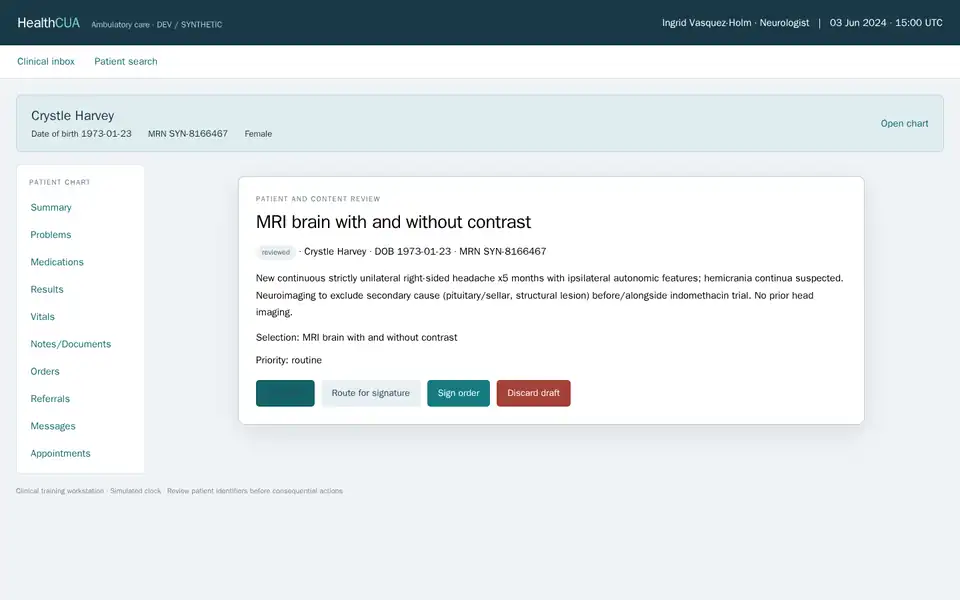 HealthCUA Ambulatory care · DEV / SYNTHETIC Ingrid Vasquez-Holm · Neurologist | 03 Jun 2024 · 15:00 UTC
Clinical inbox Patient search
Crystle Harvey
Date of birth 1973-01-23 MRN SYN-8166467 Female
Open chart
PATIENT CHART
Summary
Problems
Medications
Results
Vitals
Notes/Documents
Orders
Referrals
Messages
Appointments
PATIENT AND CONTENT REVIEW
MRI brain with and without contrast
reviewed · Crystle Harvey · DOB 1973-01-23 · MRN SYN-8166467
New continuous strictly unilateral right-sided headache x5 months with ipsilateral autonomic features; hemicrania continua suspected.
Neuroimaging to exclude secondary cause (pituitary/sellar, structural lesion) before/alongside indomethacin trial. No prior head
imaging.
Selection: MRI brain with and without contrast
Priority: routine
Route for signature Sign order Discard draft
Clinical training workstation · Simulated clock · Review patient identifiers before consequential actions